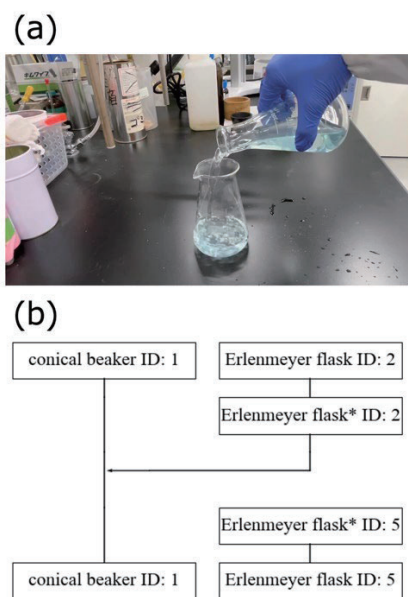 (a)
(b)
conical beaker ID: 1
Erlenmeyer flask ID: 2
Erlenmeyer flask* ID: 2
Erlenmeyer flask* ID: 5
conical beaker ID: 1
Erlenmeyer flask ID: 5